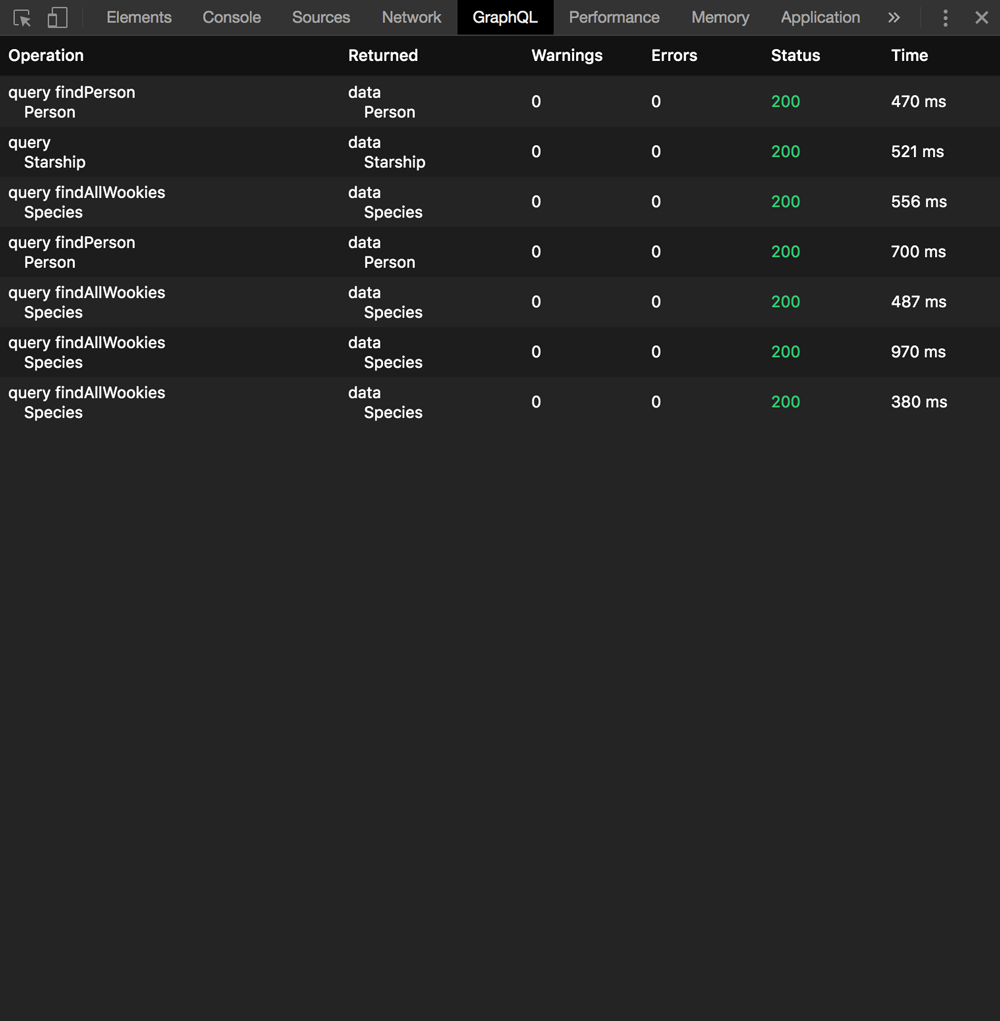 Elements Console Sources Network GraphQL Performance Memory Application
Operation Returned Warnings Errors Status Time
query findPerson data 0 0 200 470 ms
Person Person
query data 0 0 200 521 ms
Starship Starship
query findAllWookies data 0 0 200 556 ms
Species Species
query findPerson data 0 0 200 700 ms
Person Person
query findAllWookies data 0 0 200 487 ms
Species Species
query findAllWookies data 0 0 200 970 ms
Species Species
query findAllWookies data 0 0 200 380 ms
Species Species